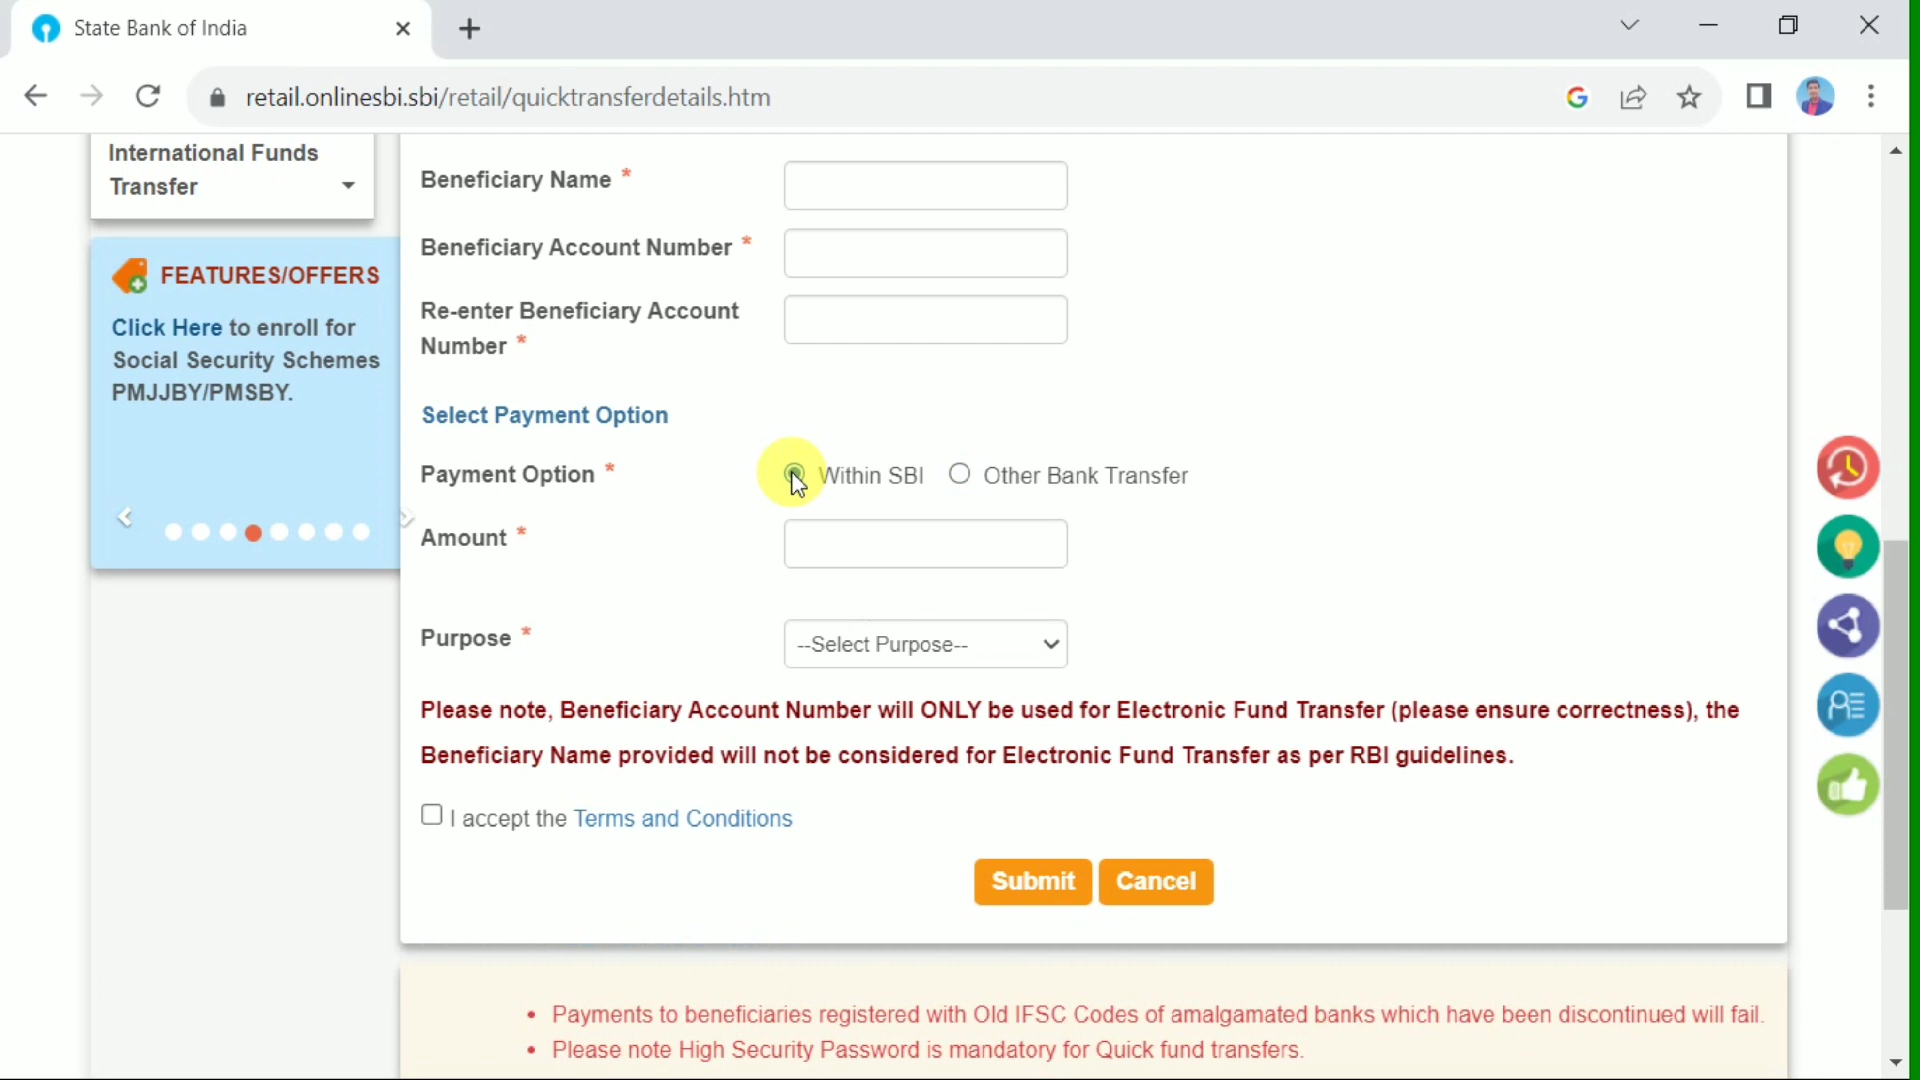 State Bank of India
retail.onlinesbi.sbi/retail/quicktransferdetails.htm
International Funds
Transfer
FEATURES/OFFERS
Click Here to enroll for
Social Security Schemes
PMJJBY/PMSBY.
Beneficiary Name *
Beneficiary Account Number *
Re-enter Beneficiary Account
Number *
Select Payment Option
Payment Option * Within SBI Other Bank Transfer
Amount *
Purpose * --Select Purpose--
Please note, Beneficiary Account Number will ONLY be used for Electronic Fund Transfer (please ensure correctness), the
Beneficiary Name provided will not be considered for Electronic Fund Transfer as per RBI guidelines.
I accept the Terms and Conditions
Submit Cancel
• Payments to beneficiaries registered with Old IFSC Codes of amalgamated banks which have been discontinued will fail.
• Please note High Security Password is mandatory for Quick fund transfers.